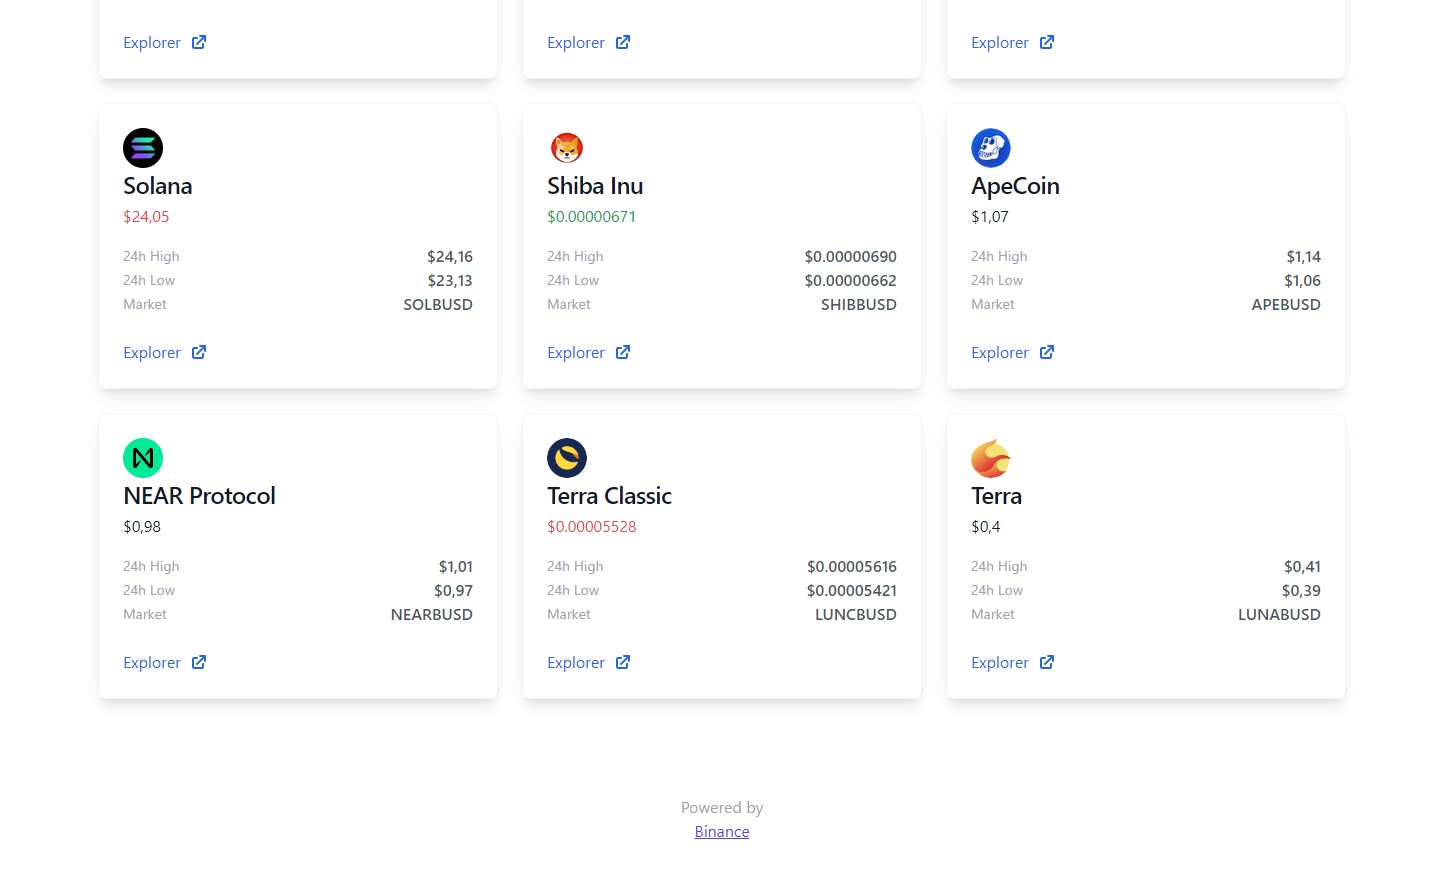 Explorer Explorer Explorer
Solana
$24,05
24h High $24,16
24h Low $23,13
Market SOLBUSD
Explorer
Shiba Inu
$0.00000671
24h High $0.00000690
24h Low $0.00000662
Market SHIBBUSD
Explorer
ApeCoin
$1,07
24h High $1,14
24h Low $1,06
Market APEBUSD
Explorer
NEAR Protocol
$0,98
24h High $1,01
24h Low $0,97
Market NEARBUSD
Explorer
Terra Classic
$0.00005528
24h High $0.00005616
24h Low $0.00005421
Market LUNCBUSD
Explorer
Terra
$0,4
24h High $0,41
24h Low $0,39
Market LUNABUSD
Explorer
Powered by
Binance